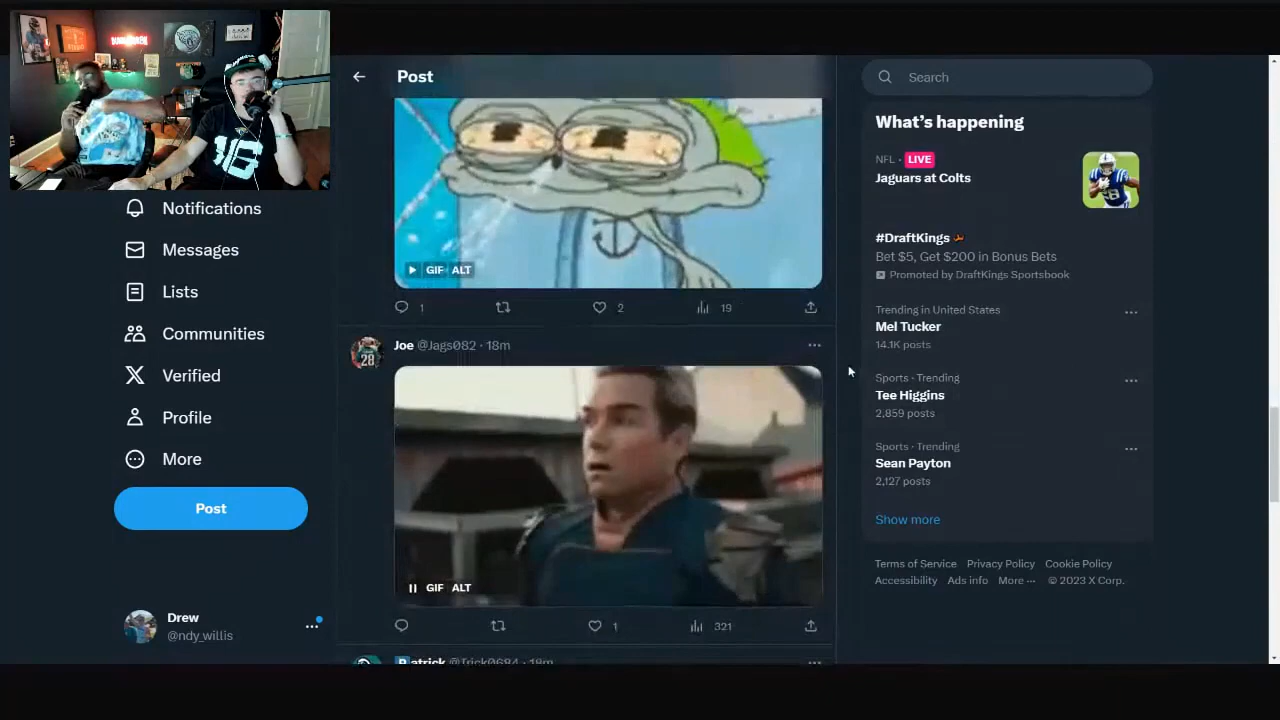 Post
Search
GIF ALT
1
2
19
Joe @Jags082 · 18m
GIF ALT
1
321
Patrick @Trick0684 · 18m
Notifications
Messages
Lists
Communities
Verified
Profile
More
Post
Drew
@ndy_willis
What's happening
NFL · LIVE
Jaguars at Colts
#DraftKings
Bet $5, Get $200 in Bonus Bets
Promoted by DraftKings Sportsbook
Trending in United States
Mel Tucker
14.1K posts
Sports · Trending
Tee Higgins
2,859 posts
Sports · Trending
Sean Payton
2,127 posts
Show more
Terms of Service Privacy Policy Cookie Policy
Accessibility Ads info More ··· © 2023 X Corp.
28